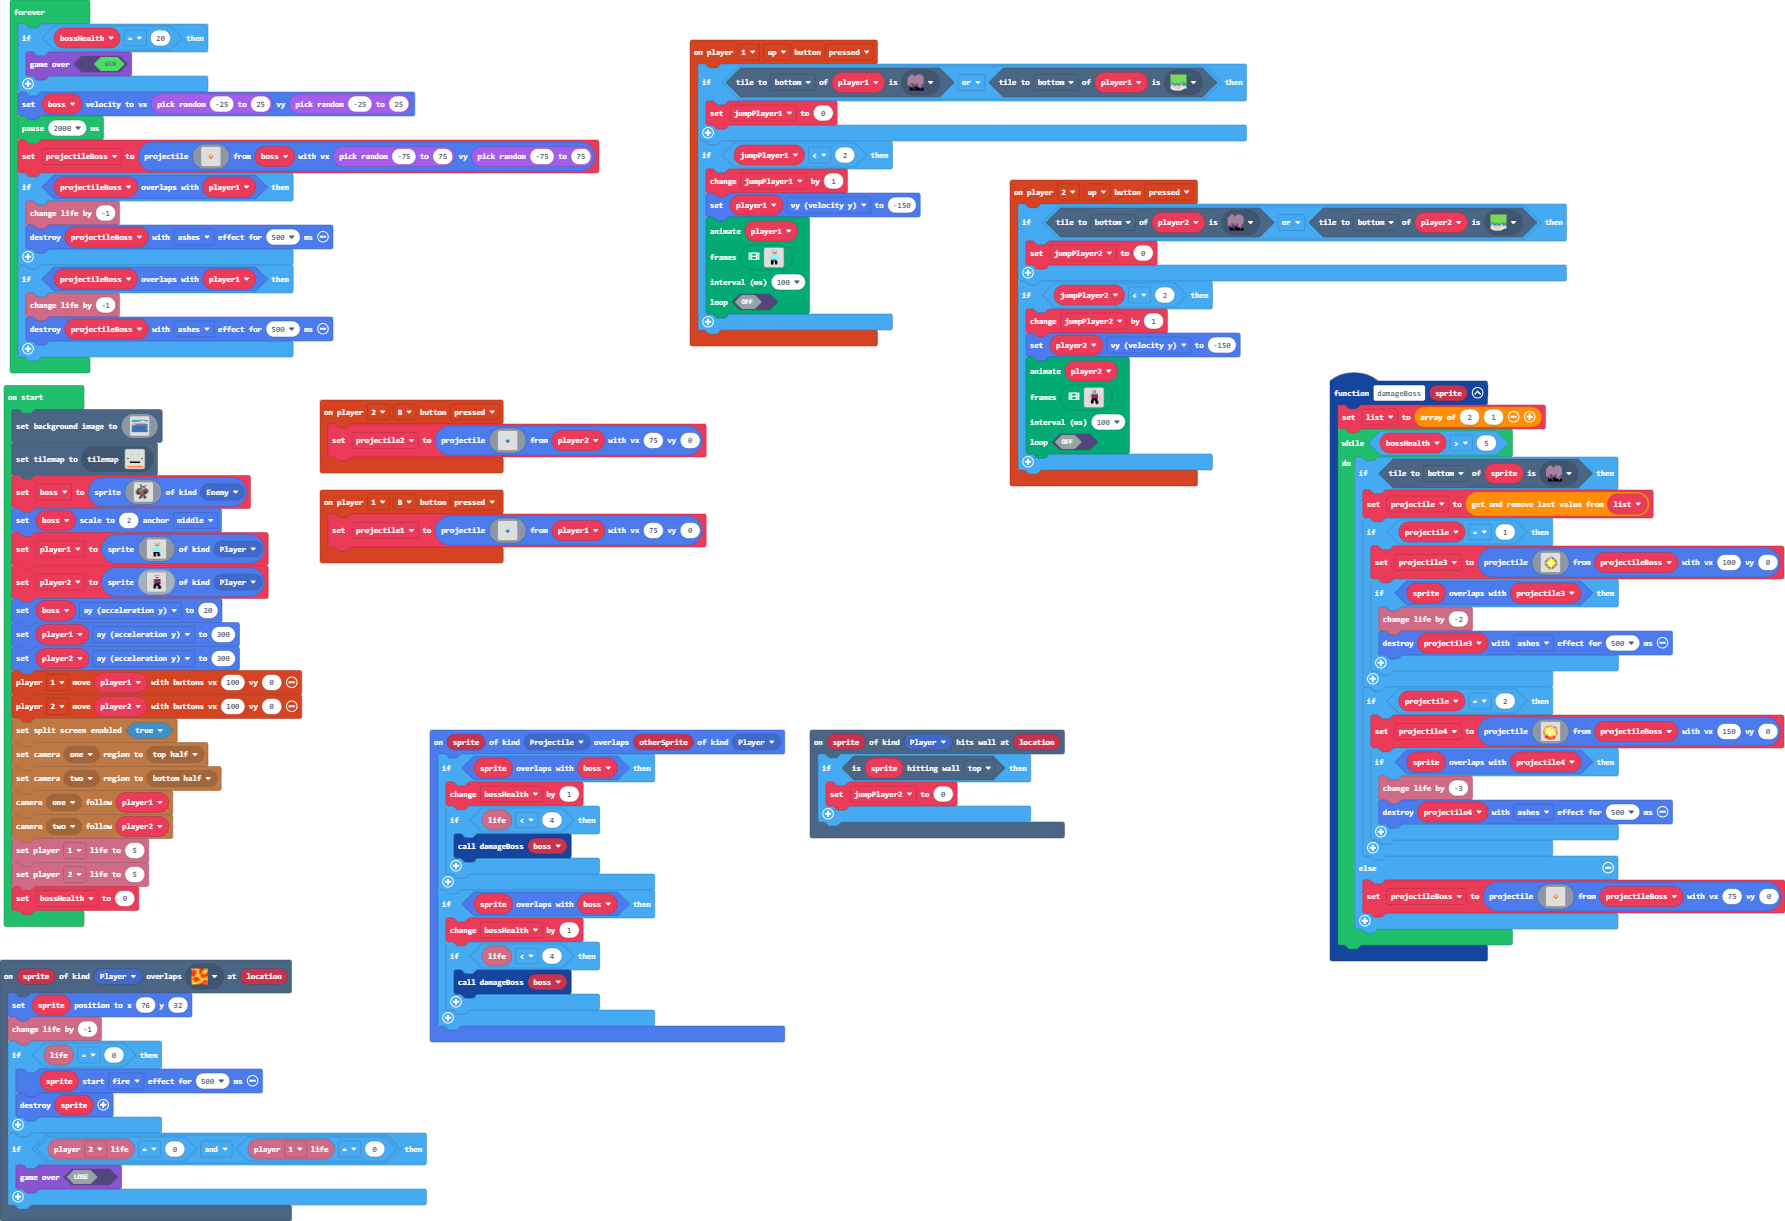 forever
if bossHealth = 20 then
game over WIN
set boss velocity to vx pick random -25 to 25 vy pick random -25 to 25
pause 2000 ms
set projectileBoss to projectile from boss with vx pick random -75 to 75 vy pick random -75 to 75
if projectileBoss overlaps with player1 then
change life by -1
destroy projectileBoss with ashes effect for 500 ms
if projectileBoss overlaps with player1 then
change life by -1
destroy projectileBoss with ashes effect for 500 ms
on start
set background image to
set tilemap to tilemap
set boss to sprite of kind Enemy
set boss scale to 2 anchor middle
set player1 to sprite of kind Player
set player2 to sprite of kind Player
set boss ay (acceleration y) to 20
set player1 ay (acceleration y) to 300
set player2 ay (acceleration y) to 300
player 1 move player1 with buttons vx 100 vy 0
player 2 move player2 with buttons vx 100 vy 0
set split screen enabled true
set camera one region to top half
set camera two region to bottom half
camera one follow player1
camera two follow player2
set player 1 life to 5
set player 2 life to 5
set bossHealth to 0
on sprite of kind Player overlaps at location
set sprite position to x 76 y 32
change life by -1
if life = 0 then
sprite start fire effect for 500 ms
destroy sprite
if player 2 life = 0 and player 1 life = 0 then
game over LOSE
on player 2 B button pressed
set projectile2 to projectile from player2 with vx 75 vy 0
on player 1 B button pressed
set projectile1 to projectile from player1 with vx 75 vy 0
on sprite of kind Projectile overlaps otherSprite of kind Player
if sprite overlaps with boss then
change bossHealth by 1
if life < 4 then
call damageBoss boss
if sprite overlaps with boss then
change bossHealth by 1
if life < 4 then
call damageBoss boss
on player 1 up button pressed
if tile to bottom of player1 is or tile to bottom of player1 is then
set jumpPlayer1 to 0
if jumpPlayer1 < 2 then
change jumpPlayer1 by 1
set player1 vy (velocity y) to -150
animate player1
frames
interval (ms) 100
loop OFF
on sprite of kind Player hits wall at location
if is sprite hitting wall top then
set jumpPlayer2 to 0
on player 2 up button pressed
if tile to bottom of player2 is or tile to bottom of player2 is then
set jumpPlayer2 to 0
if jumpPlayer2 < 2 then
change jumpPlayer2 by 1
set player2 vy (velocity y) to -150
animate player2
frames
interval (ms) 100
loop OFF
function damageBoss sprite
set list to array of 2 1
while bossHealth > 5
do if tile to bottom of sprite is then
set projectile to get and remove last value from list
if projectile = 1 then
set projectile3 to projectile from projectileBoss with vx 100 vy 0
if sprite overlaps with projectile3 then
change life by -2
destroy projectile3 with ashes effect for 500 ms
if projectile = 2 then
set projectile4 to projectile from projectileBoss with vx 150 vy 0
if sprite overlaps with projectile4 then
change life by -3
destroy projectile4 with ashes effect for 500 ms
else
set projectileBoss to projectile from projectileBoss with vx 75 vy 0